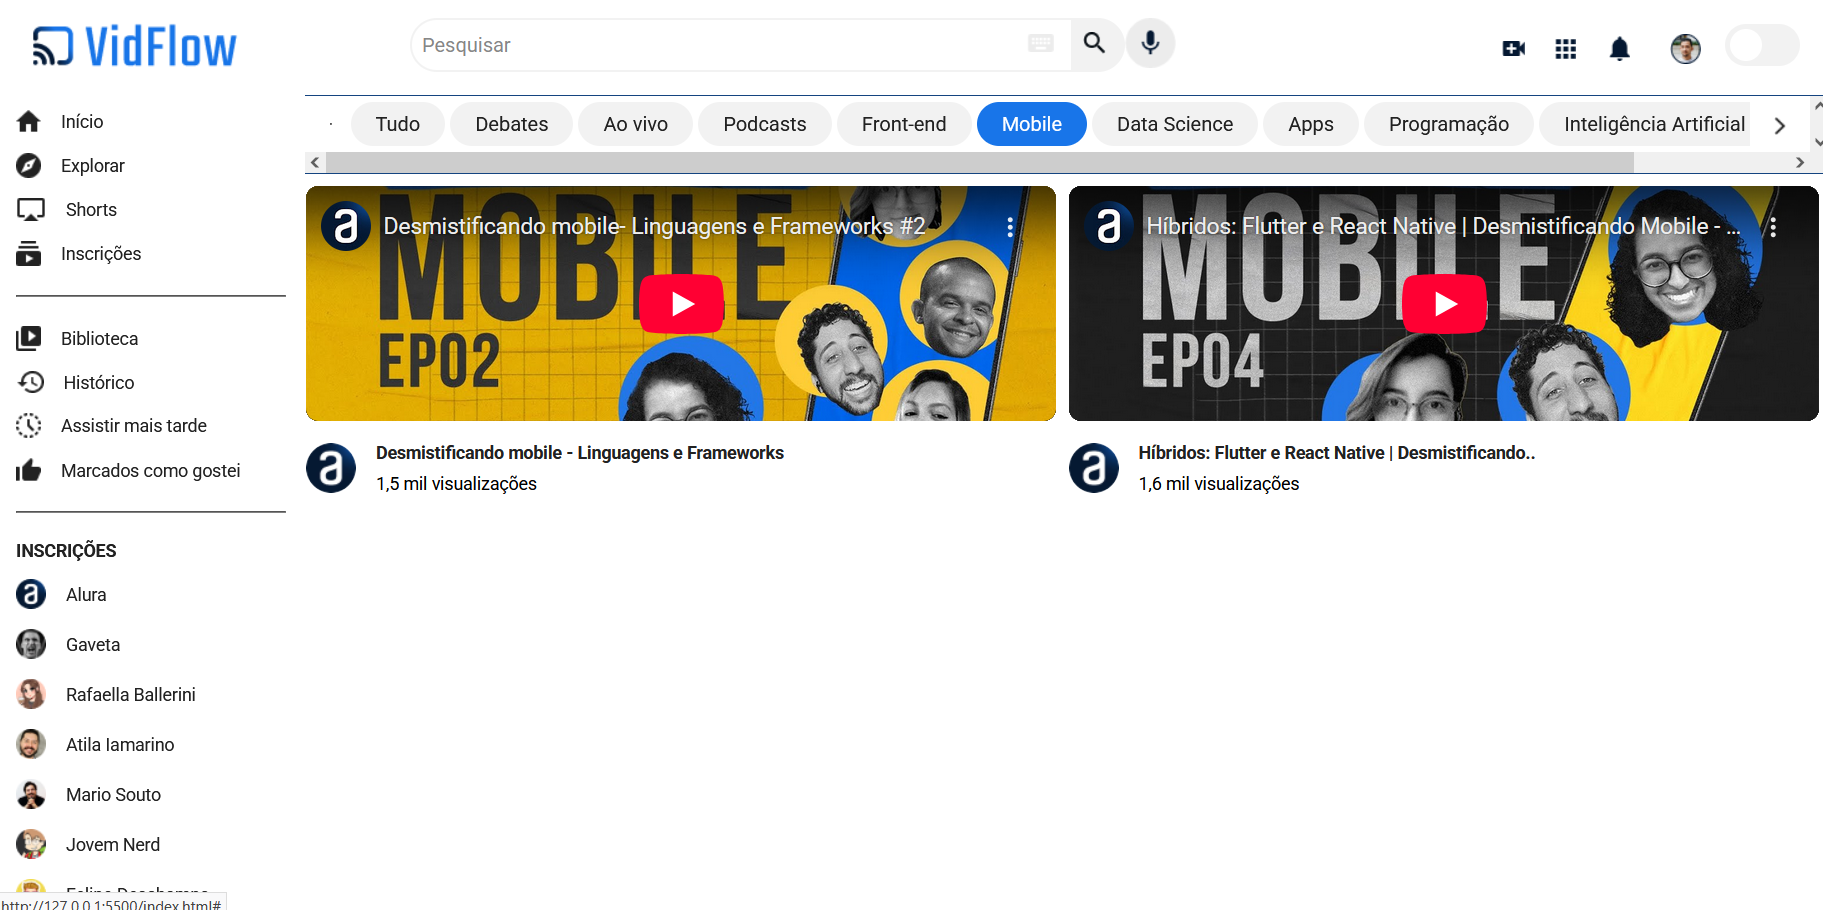 VidFlow
Pesquisar
Início
Explorar
Shorts
Inscrições
Biblioteca
Histórico
Assistir mais tarde
Marcados como gostei
INSCRIÇÕES
Alura
Gaveta
Rafaella Ballerini
Atila Iamarino
Mario Souto
Jovem Nerd
http://127.0.0.1:5500/index.html#
Tudo
Debates
Ao vivo
Podcasts
Front-end
Mobile
Data Science
Apps
Programação
Inteligência Artificial
a
Desmistificando mobile- Linguagens e Frameworks #2
MOBILE
EP02
a
Desmistificando mobile - Linguagens e Frameworks
1,5 mil visualizações
a
Híbridos: Flutter e React Native | Desmistificando Mobile - ...
MOBILE
EP04
a
Híbridos: Flutter e React Native | Desmistificando..
1,6 mil visualizações